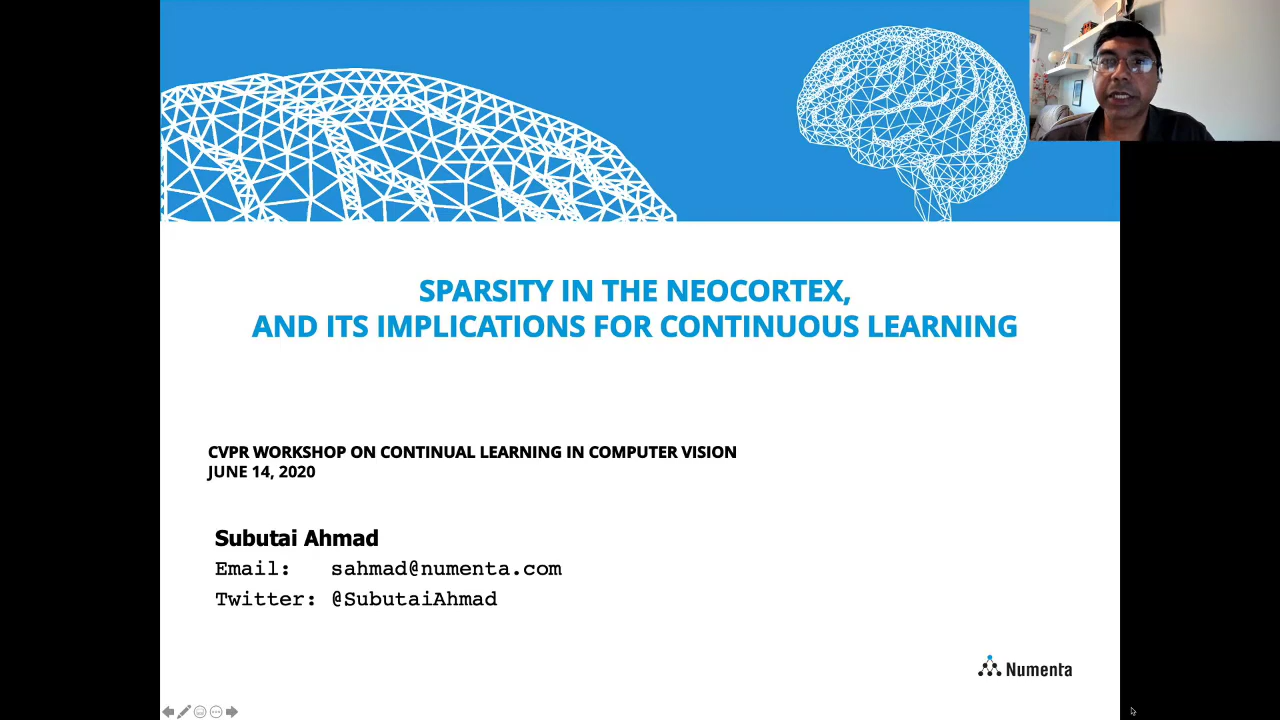 SPARSITY IN THE NEOCORTEX,
AND ITS IMPLICATIONS FOR CONTINUOUS LEARNING
CVPR WORKSHOP ON CONTINUAL LEARNING IN COMPUTER VISION
JUNE 14, 2020
Subutai Ahmad
Email: sahmad@numenta.com
Twitter: @SubutaiAhmad
Numenta